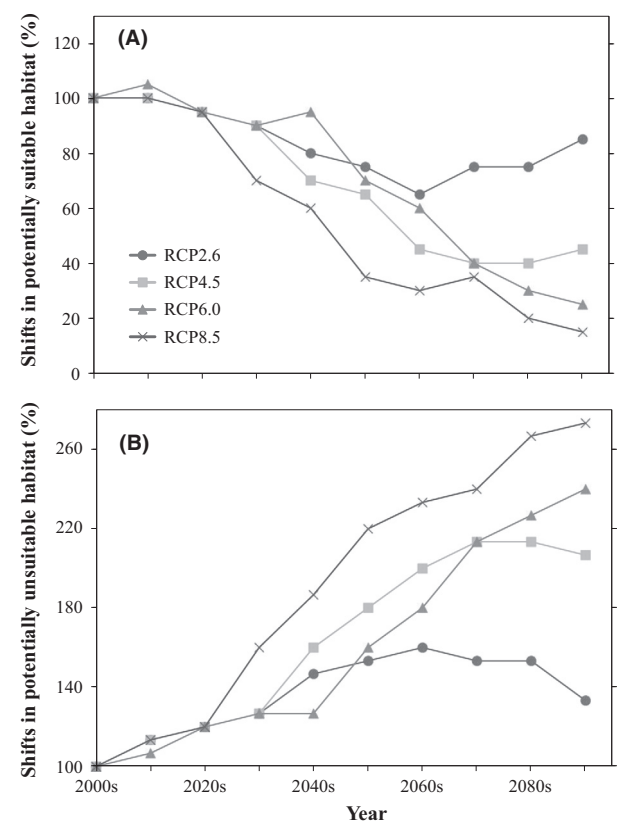 Shifts in potentially suitable habitat (%)
(A)
120
100
80
60
40
20
0
RCP2.6
RCP4.5
RCP6.0
RCP8.5
Shifts in potentially unsuitable habitat (%)
(B)
260
220
180
140
100
2000s 2020s 2040s 2060s 2080s
Year